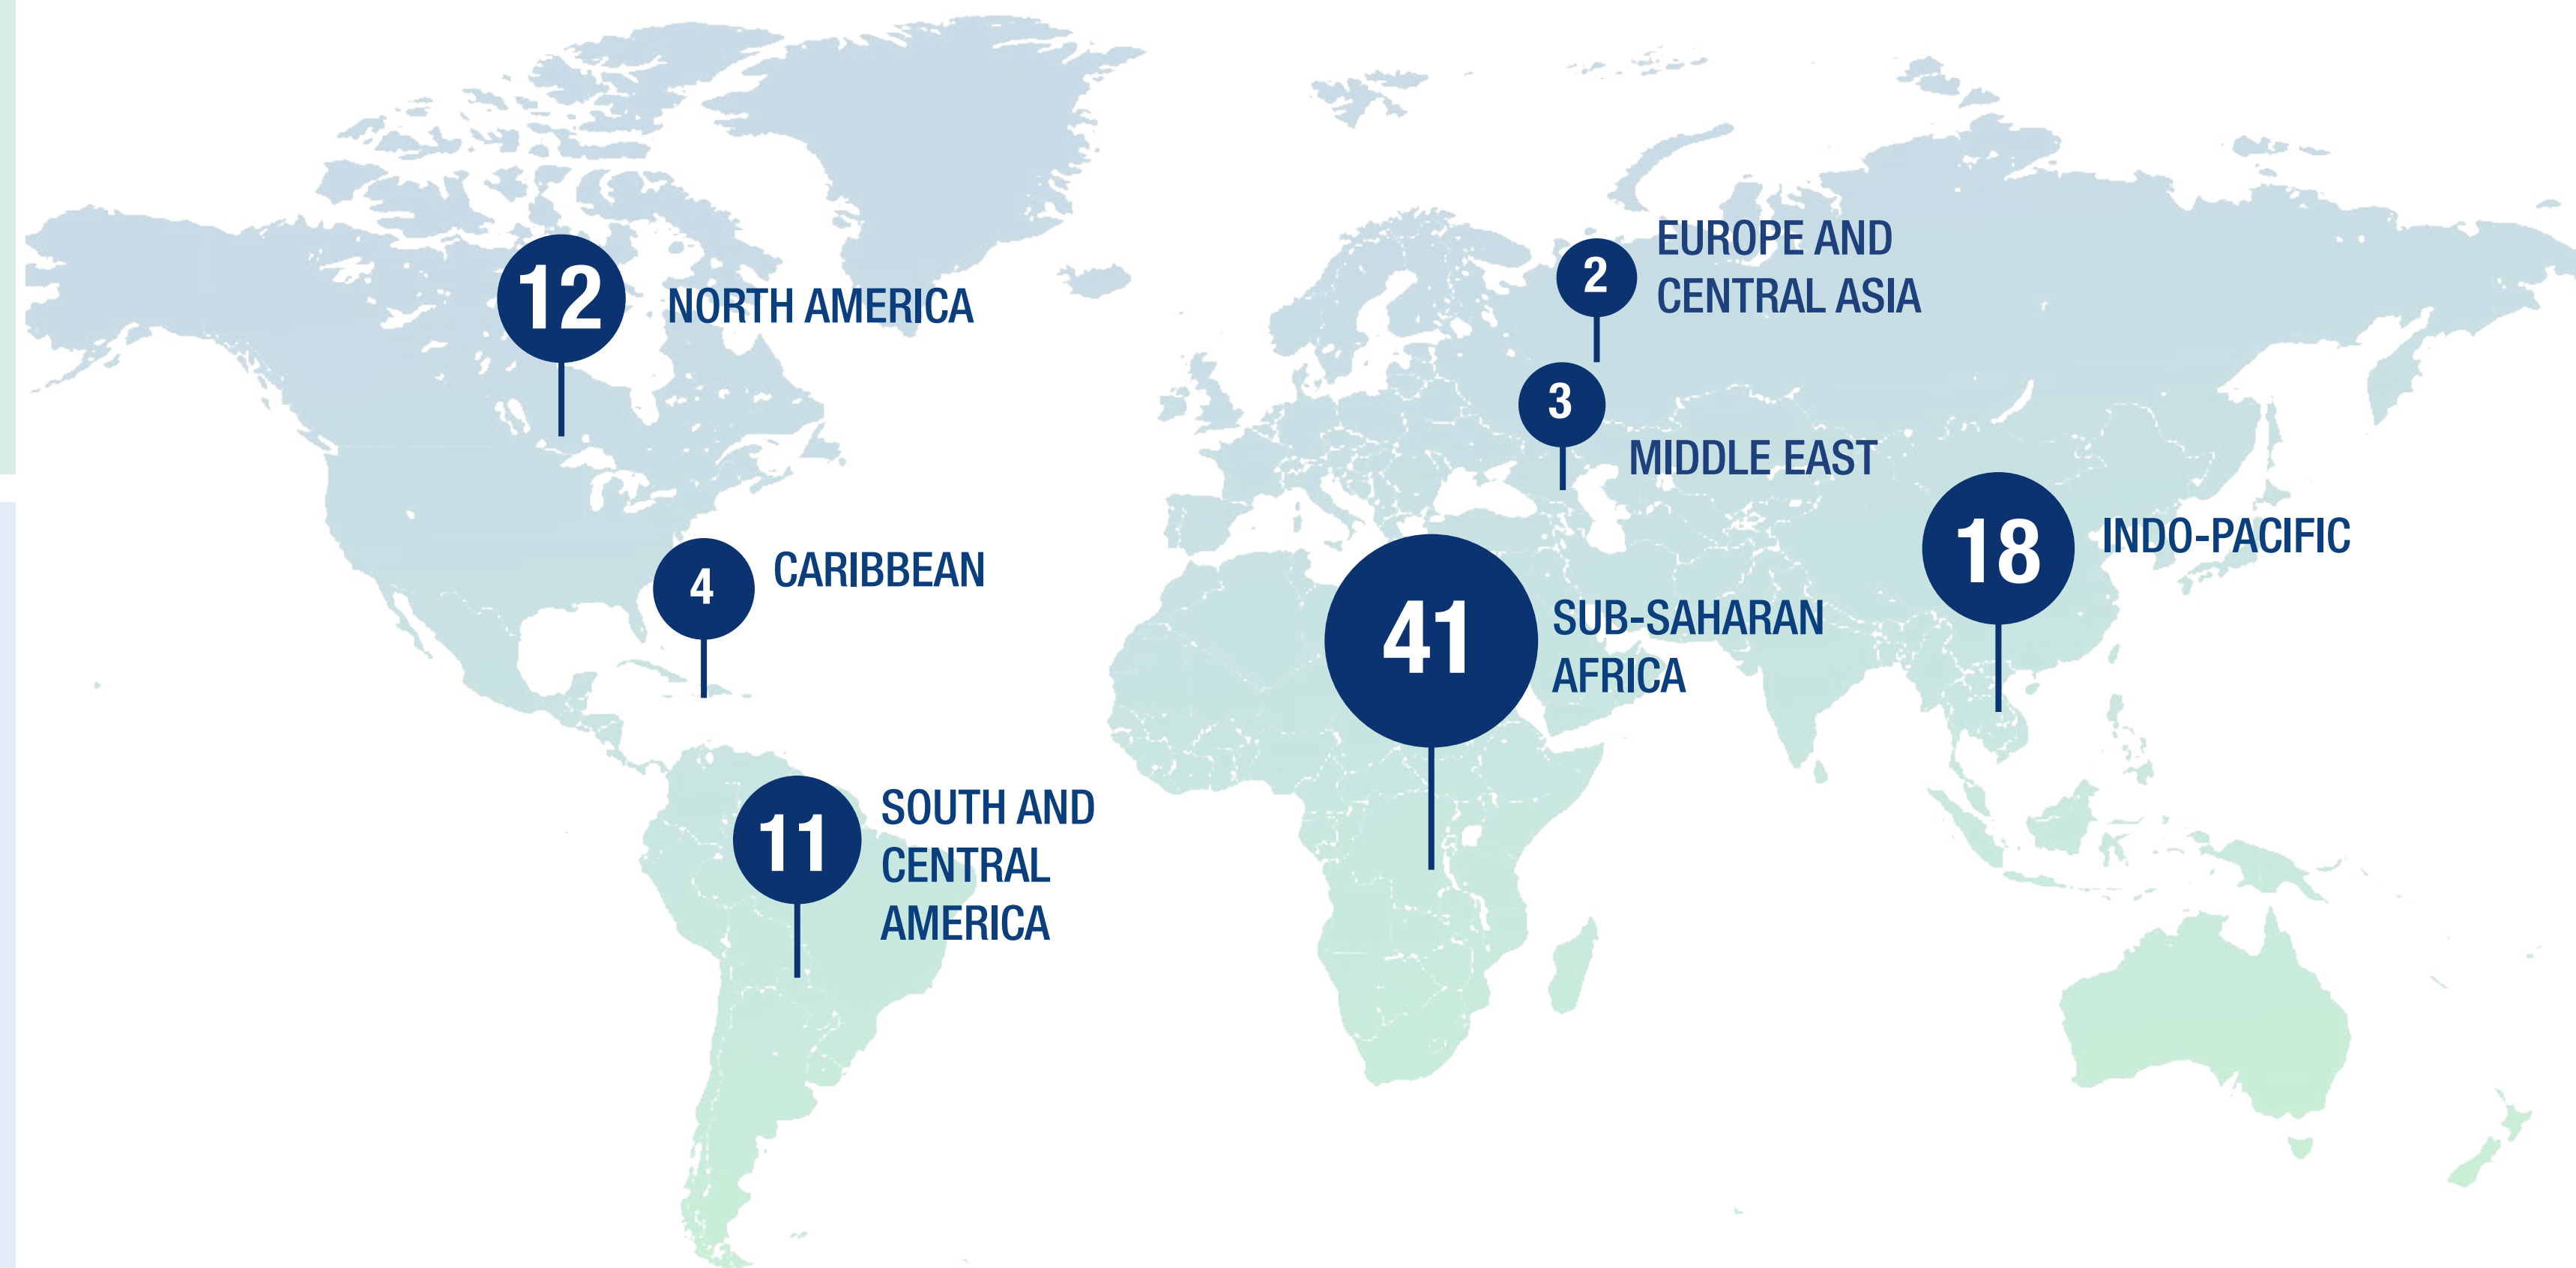 12
NORTH AMERICA
2
EUROPE AND
CENTRAL ASIA
3
MIDDLE EAST
4
CARIBBEAN
41
SUB-SAHARAN
AFRICA
18
INDO-PACIFIC
11
SOUTH AND
CENTRAL
AMERICA